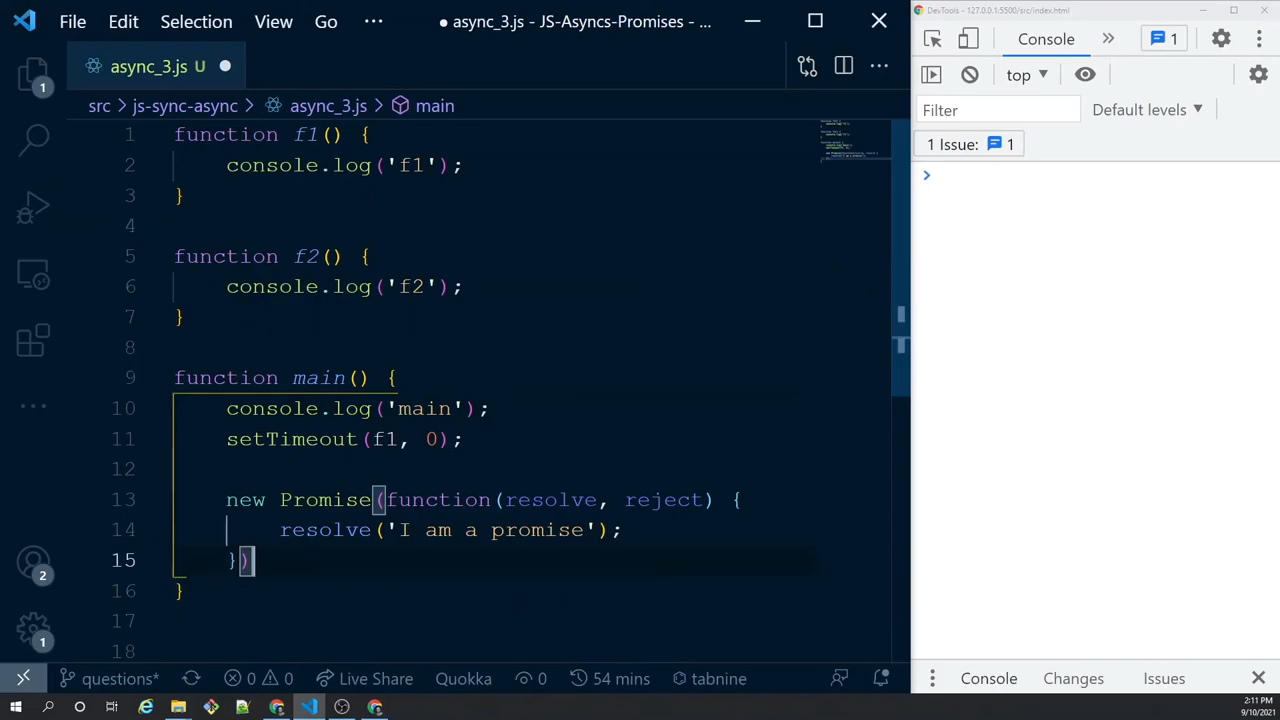 File Edit Selection View Go ··· ● async_3.js - JS-Asyncs-Promises - ...
DevTools - 127.0.0.1:5500/src/index.html
async_3.js U
Console 1
top
Filter Default levels
1 Issue: 1
src > js-sync-async > async_3.js > main
1 function f1() {
2 console.log('f1');
3 }
4
5 function f2() {
6 console.log('f2');
7 }
8
9 function main() {
10 console.log('main');
11 setTimeout(f1, 0);
12
13 new Promise(function(resolve, reject) {
14 resolve('I am a promise');
15 })
16 }
17
18
1
2
1
questions* 0 0 Live Share Quokka 0 54 mins tabnine
Console Changes Issues
2:11 PM
9/10/2021